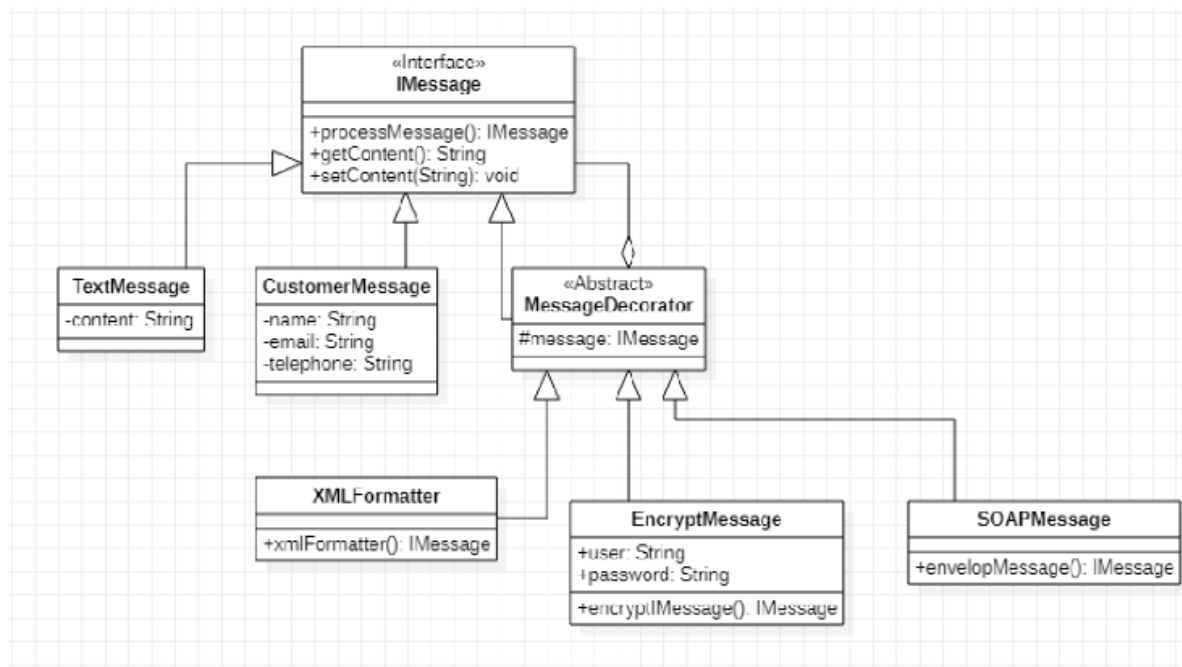 «Interface»
IMessage
+processMessage(): IMessage
+getContent(): String
+setContent(String): void
TextMessage
-content: String
CustomerMessage
-name: String
-email: String
-telephone: String
«Abstract»
MessageDecorator
#message: IMessage
XMLFormatter
+xmlFormatter(): IMessage
EncryptMessage
+user: String
+password: String
+encryptIMessage(). IMessage
SOAPMessage
+envelopMessage(): IMessage